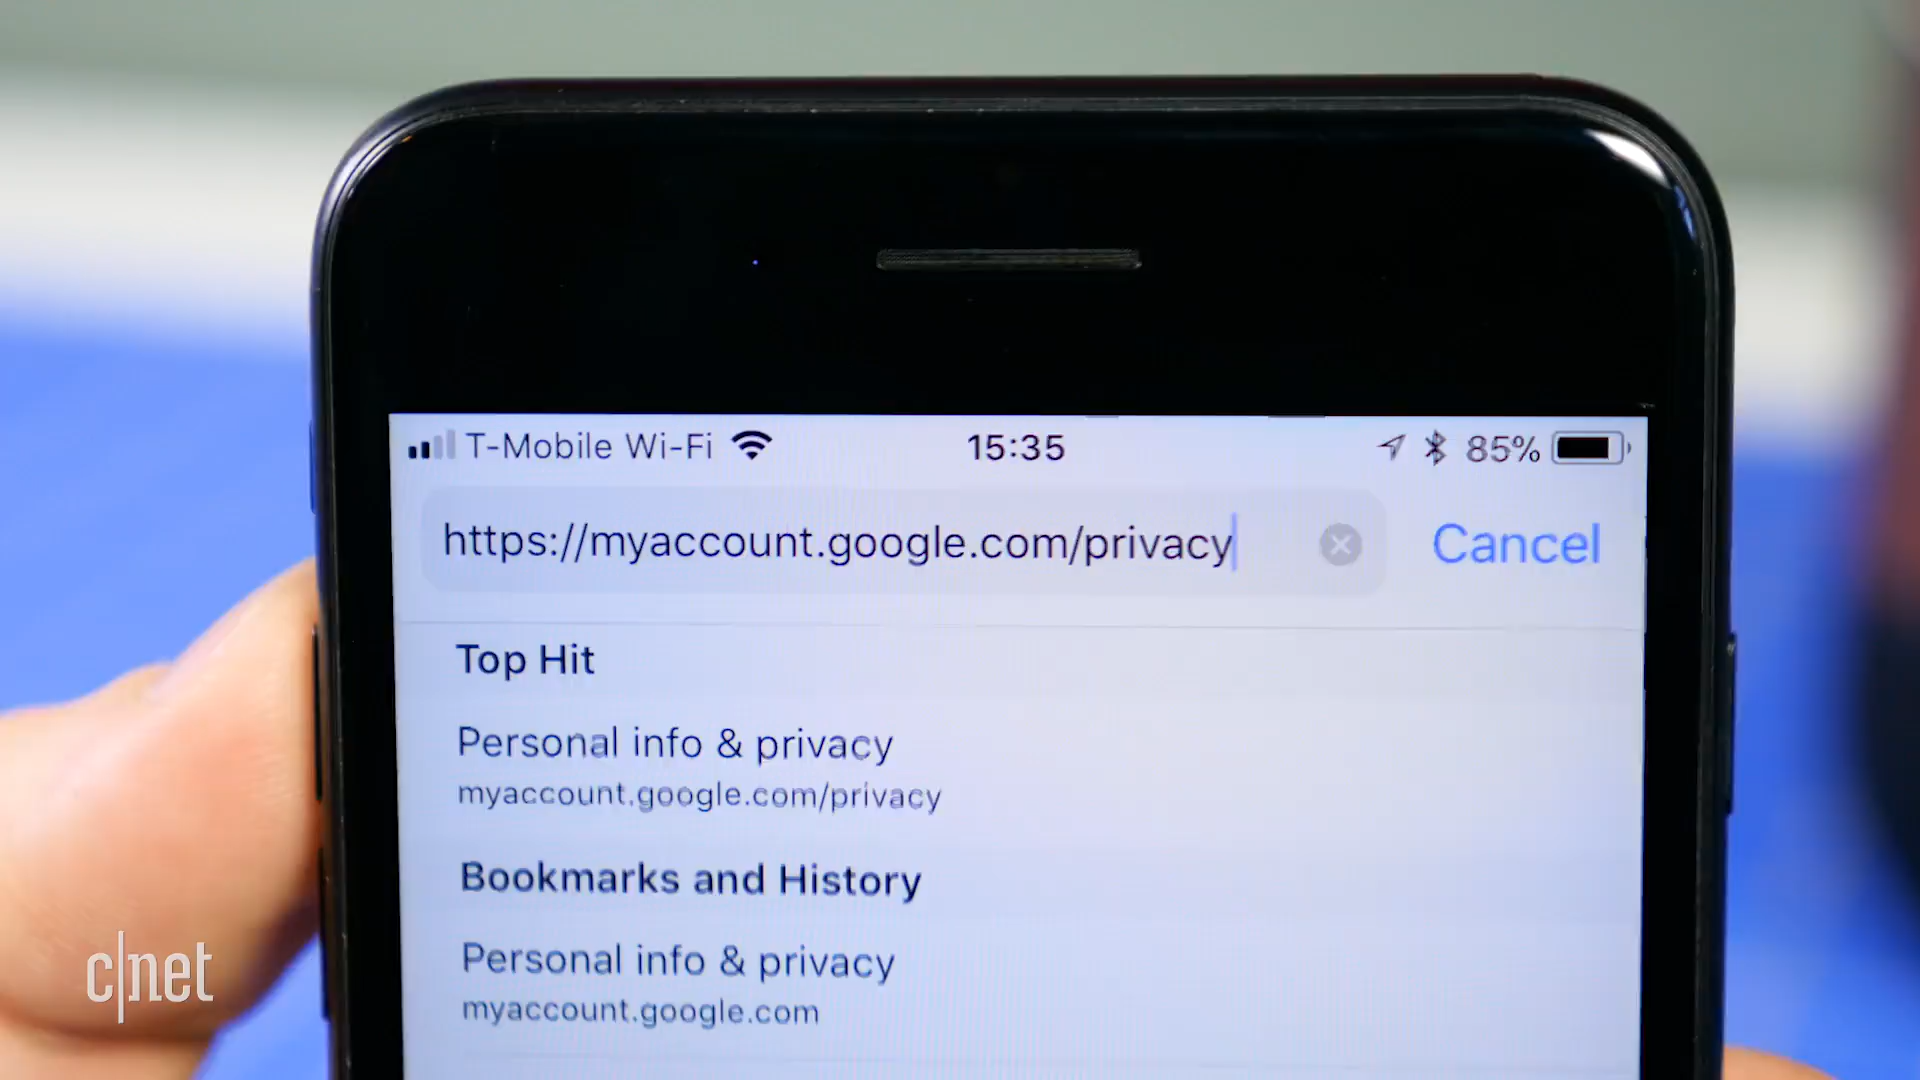 T-Mobile Wi-Fi 15:35 85%
https://myaccount.google.com/privacy Cancel
Top Hit
Personal info & privacy
myaccount.google.com/privacy
Bookmarks and History
Personal info & privacy
myaccount.google.com
c|net